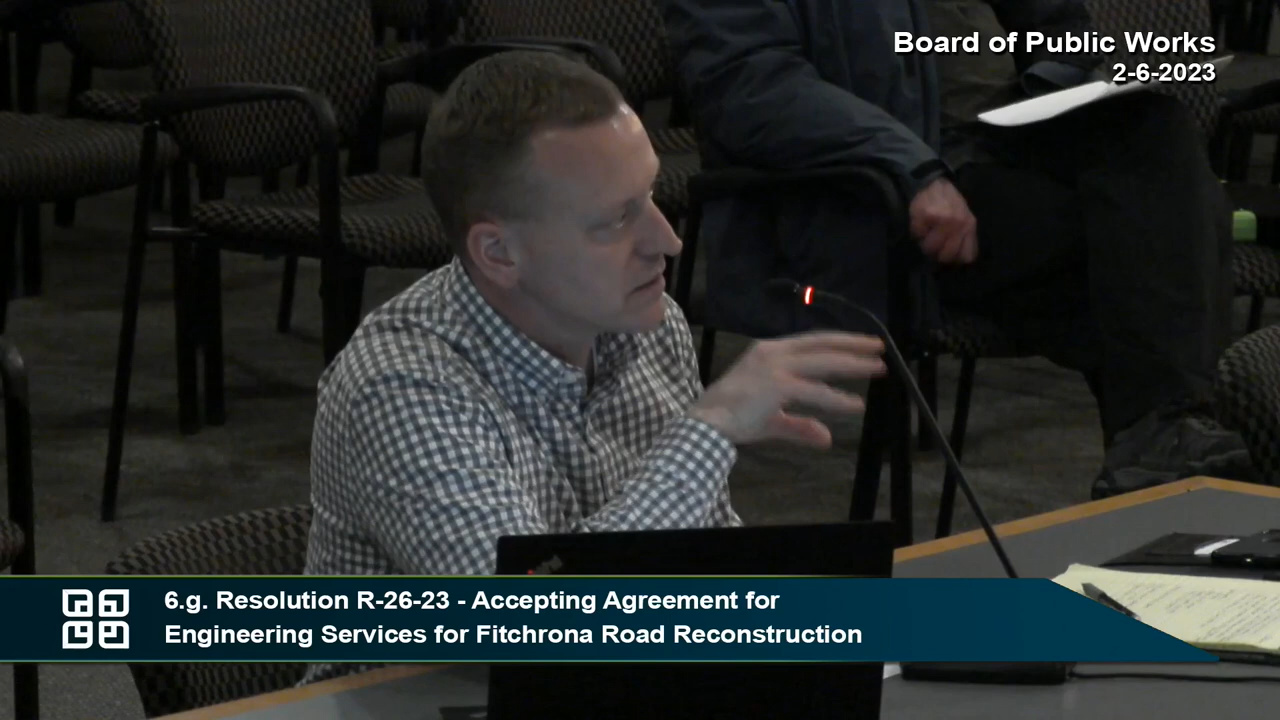 Board of Public Works
2-6-2023
6.g. Resolution R-26-23 - Accepting Agreement for
Engineering Services for Fitchrona Road Reconstruction